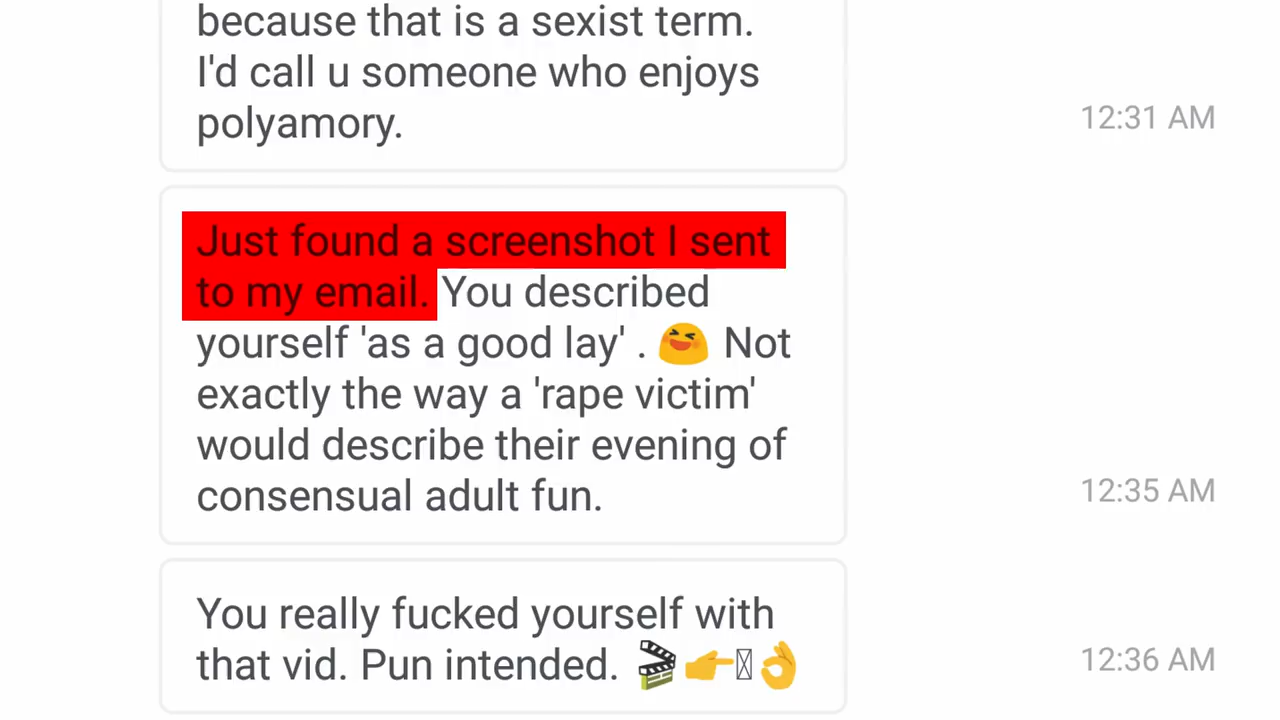 because that is a sexist term.
I'd call u someone who enjoys
polyamory.
12:31 AM
Just found a screenshot I sent
to my email. You described
yourself 'as a good lay' . 😆 Not
exactly the way a 'rape victim'
would describe their evening of
consensual adult fun.
12:35 AM
You really fucked yourself with
that vid. Pun intended. 🎬👉👌
12:36 AM